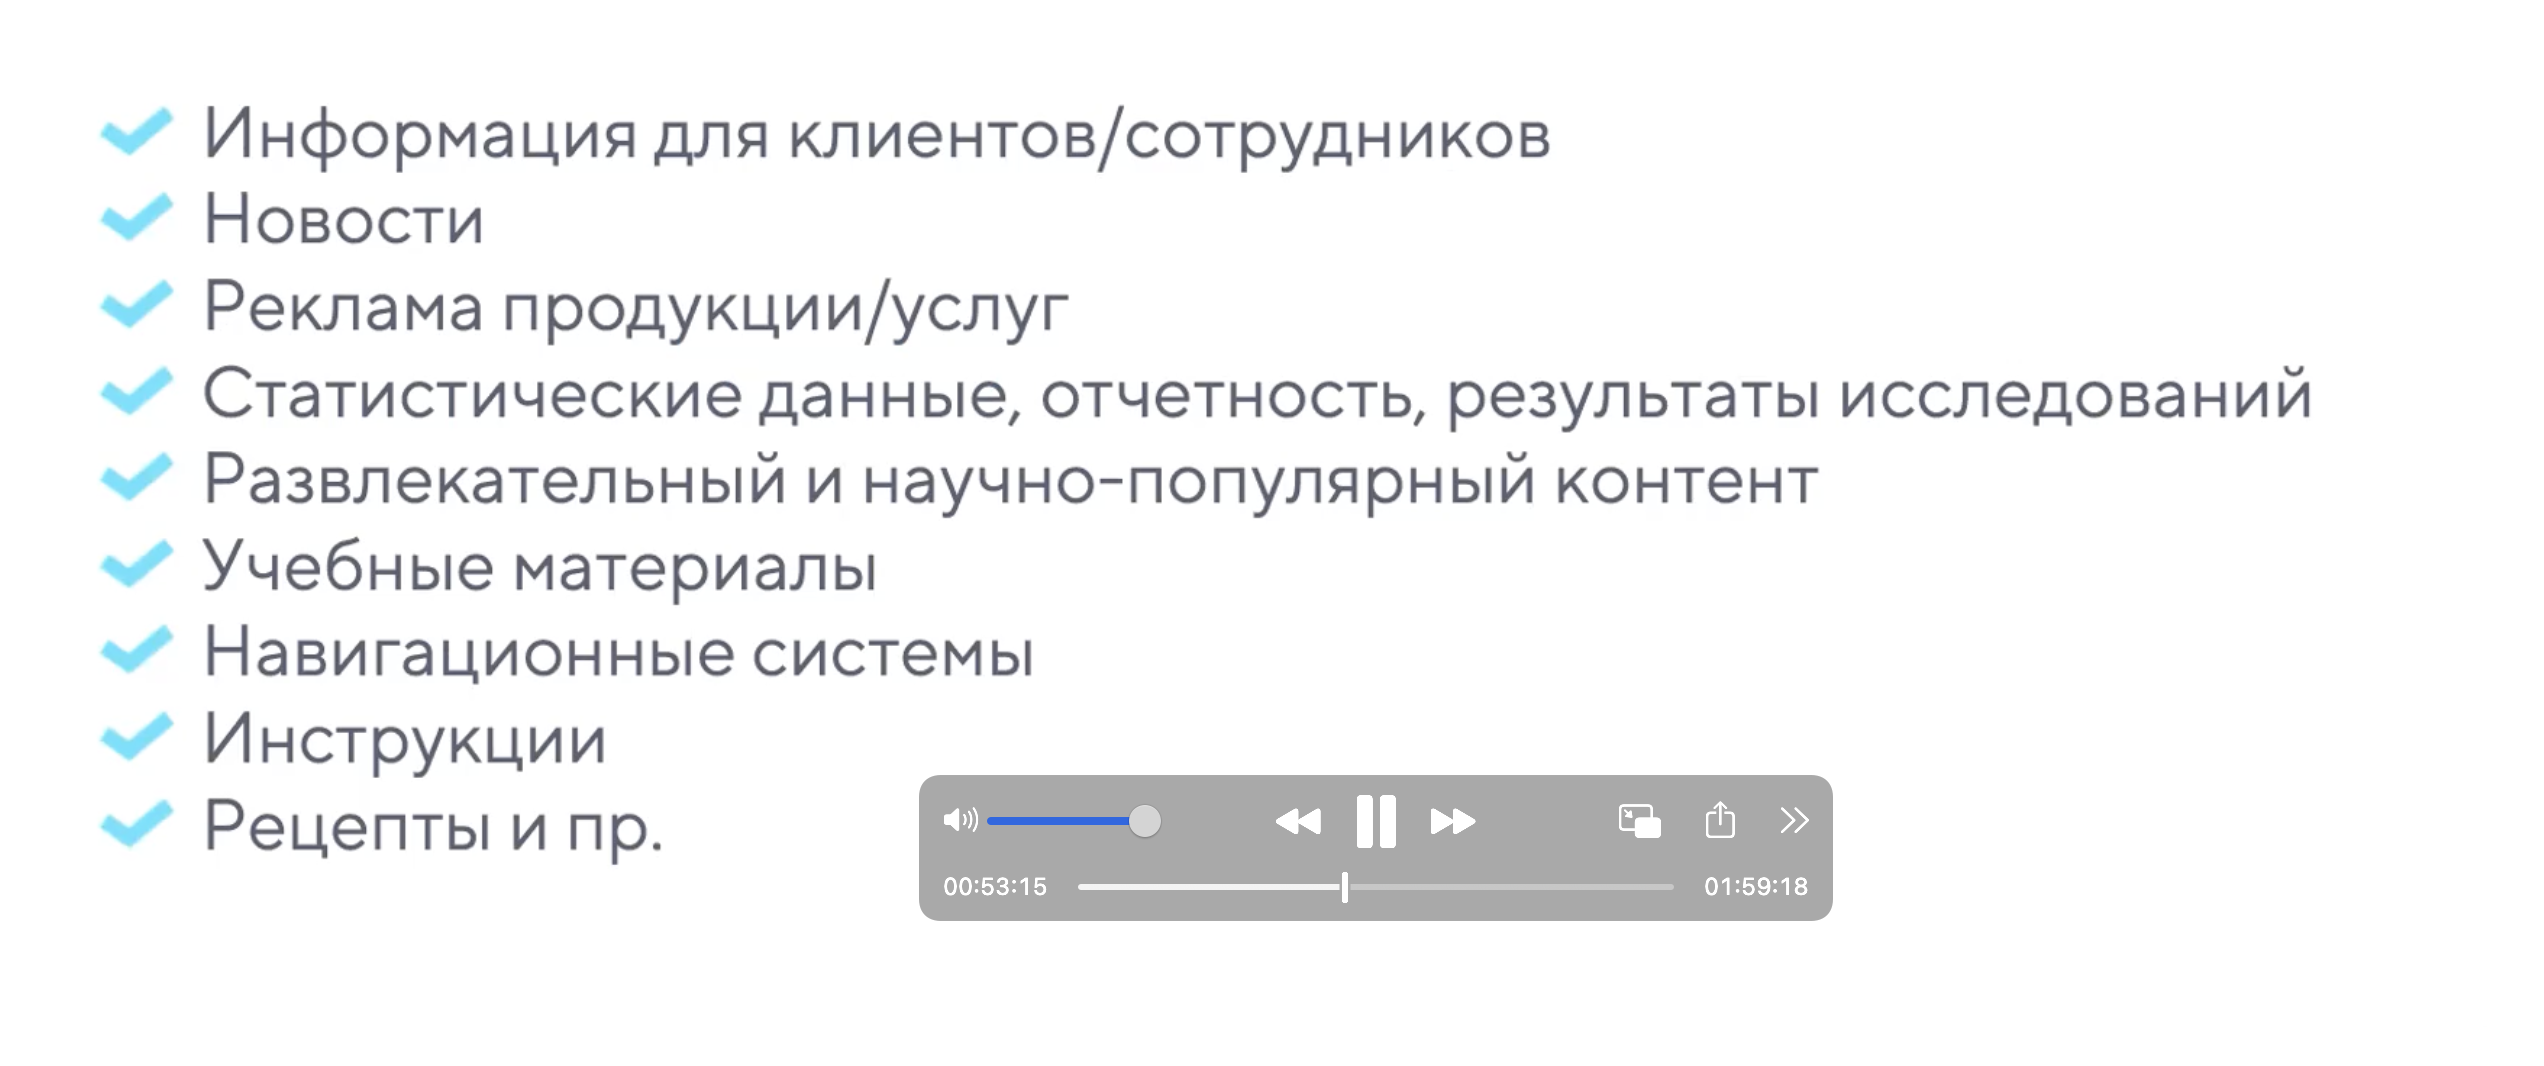 Информация для клиентов/сотрудников
Новости
Реклама продукции/услуг
Статистические данные, отчетность, результаты исследований
Развлекательный и научно-популярный контент
Учебные материалы
Навигационные системы
Инструкции
Рецепты и пр.
00:53:15 01:59:18